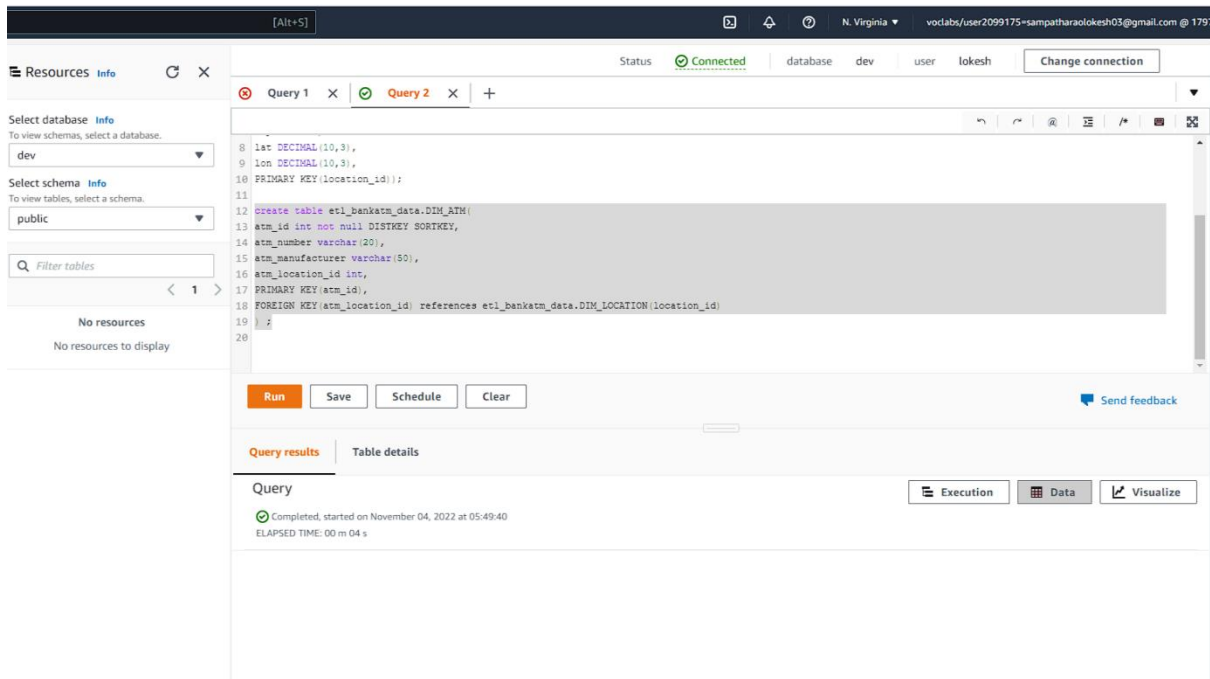 [Alt+S]
N. Virginia ▼
voclabs/user2099175=sampatharaolokesh03@gmail.com @ 1797
Resources Info
Status Connected database dev user lokesh Change connection
Query 1 Query 2
Select database Info
To view schemas, select a database.
dev
Select schema Info
To view tables, select a schema.
public
Filter tables
1
No resources
No resources to display
8 lat DECIMAL(10,3),
9 lon DECIMAL(10,3),
10 PRIMARY KEY(location_id));
11
12 create table etl_bankatm_data.DIM_ATM(
13 atm_id int not null DISTKEY SORTKEY,
14 atm_number varchar(20),
15 atm_manufacturer varchar(50),
16 atm_location_id int,
17 PRIMARY KEY(atm_id),
18 FOREIGN KEY(atm_location_id) references etl_bankatm_data.DIM_LOCATION(location_id)
19 ) ;
20
Run Save Schedule Clear
Send feedback
Query results Table details
Query
Execution Data Visualize
Completed, started on November 04, 2022 at 05:49:40
ELAPSED TIME: 00 m 04 s